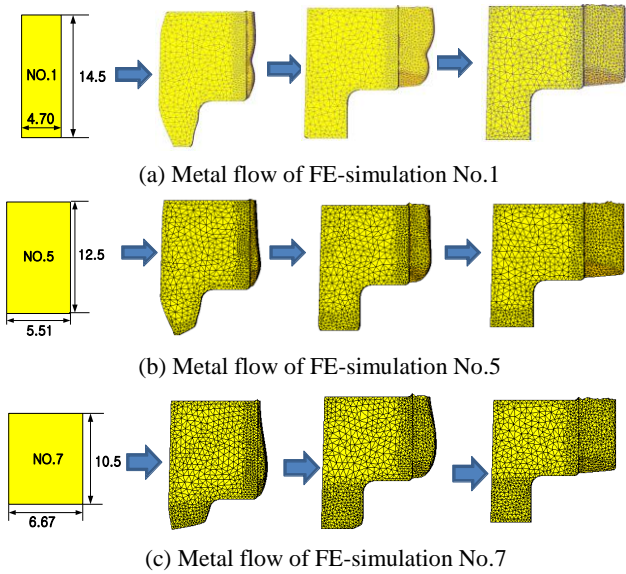 NO.1
14.5
4.70
(a) Metal flow of FE-simulation No.1
NO.5
12.5
5.51
(b) Metal flow of FE-simulation No.5
NO.7
10.5
6.67
(c) Metal flow of FE-simulation No.7